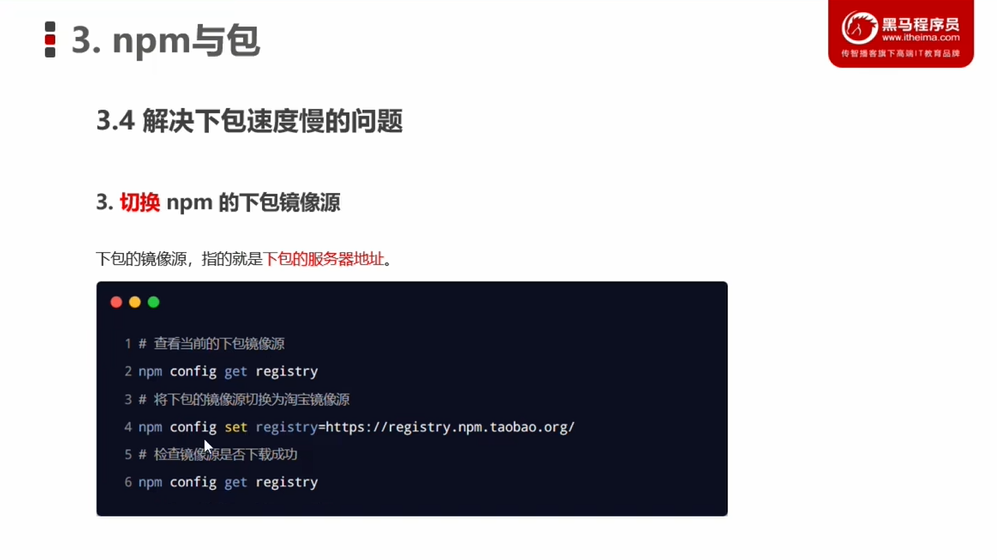 3. npm与包
黑马程序员
www.itheima.com
传智播客旗下高端IT教育品牌
3.4 解决下包速度慢的问题
3. 切换 npm 的下包镜像源
下包的镜像源，指的就是下包的服务器地址。
1 # 查看当前的下包镜像源
2 npm config get registry
3 # 将下包的镜像源切换为淘宝镜像源
4 npm config set registry=https://registry.npm.taobao.org/
5 # 检查镜像源是否下载成功
6 npm config get registry